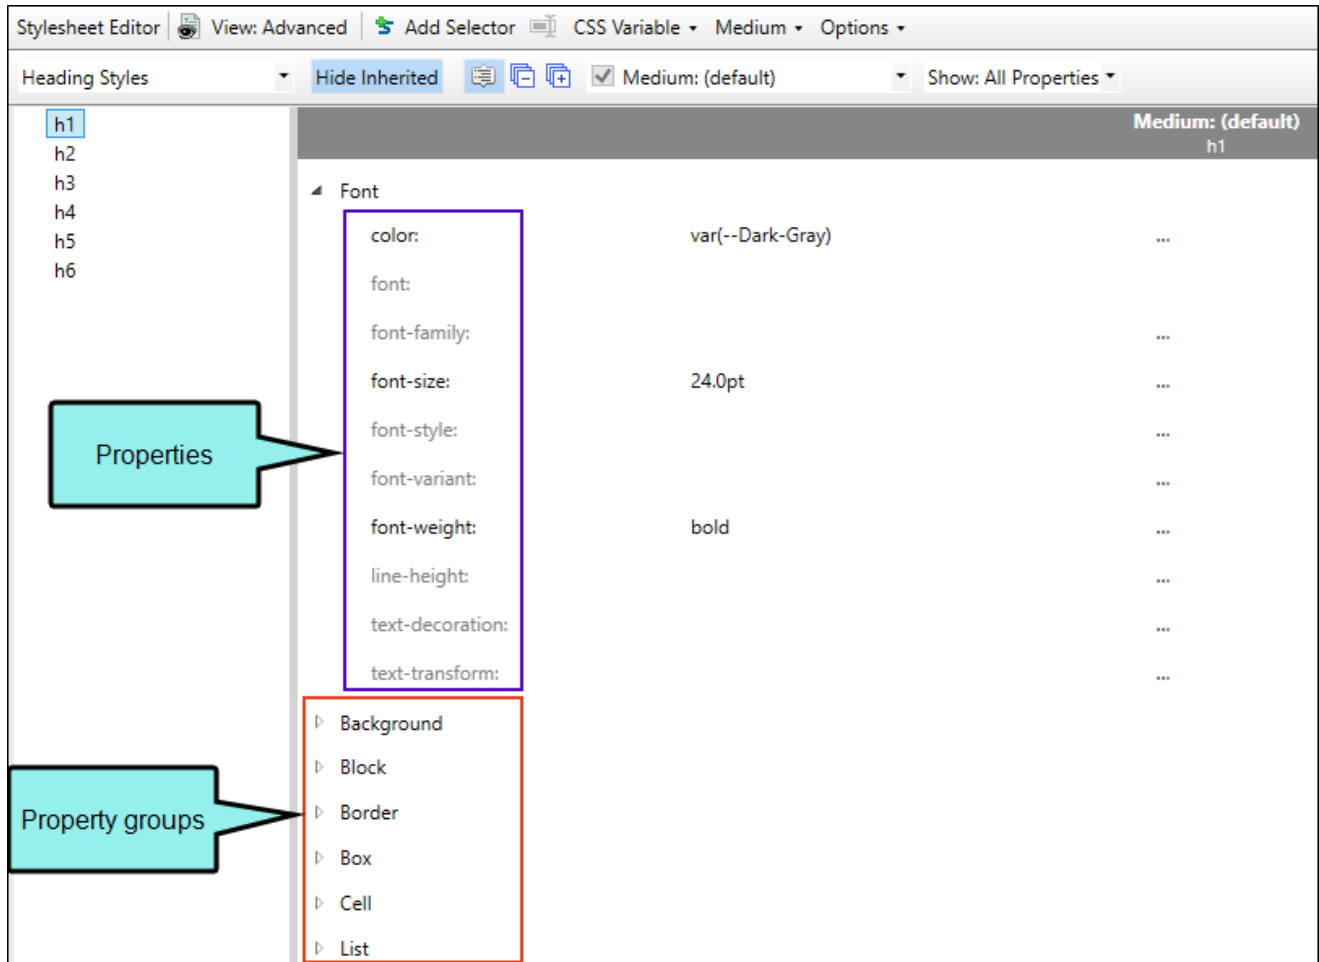 Stylesheet Editor View: Advanced Add Selector CSS Variable Medium Options
Heading Styles Hide Inherited Medium: (default) Show: All Properties
h1
h2
h3
h4
h5
h6
Medium: (default)
h1
Font
color: var(--Dark-Gray) ...
font:
font-family: ...
font-size: 24.0pt ...
font-style: ...
font-variant: ...
font-weight: bold ...
line-height: ...
text-decoration: ...
text-transform: ...
Properties
Background
Block
Border
Box
Cell
List
Property groups